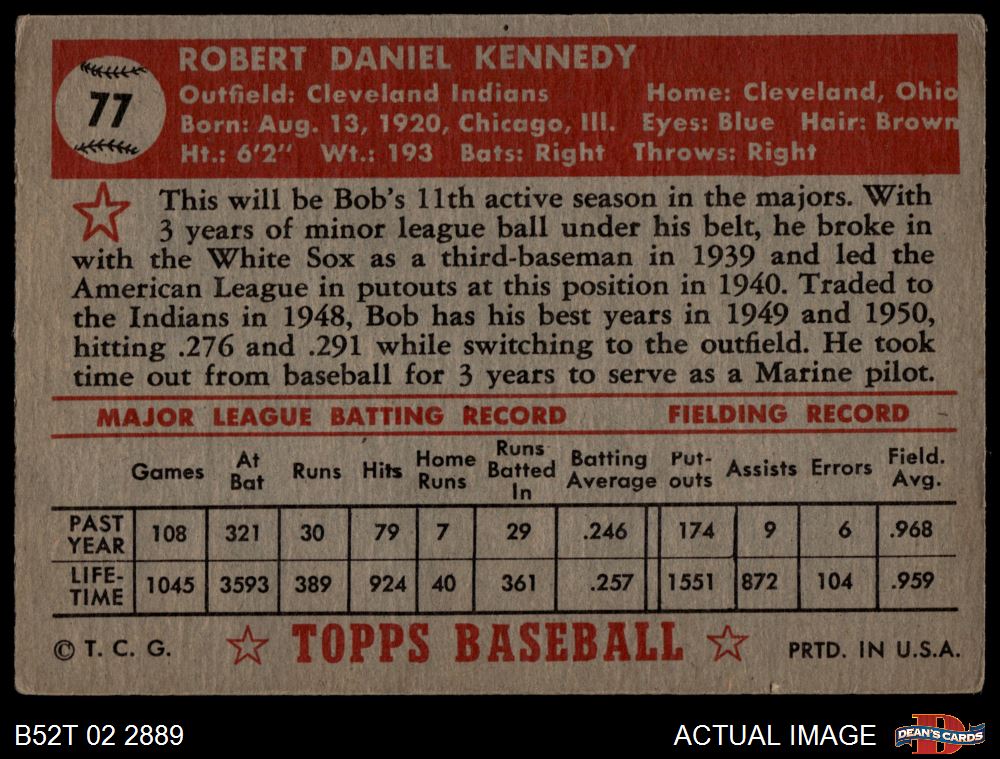 77
ROBERT DANIEL KENNEDY
Outfield: Cleveland Indians Home: Cleveland, Ohio
Born: Aug. 13, 1920, Chicago, Ill. Eyes: Blue Hair: Brown
Ht.: 6'2" Wt.: 193 Bats: Right Throws: Right
This will be Bob's 11th active season in the majors. With
3 years of minor league ball under his belt, he broke in
with the White Sox as a third-baseman in 1939 and led the
American League in putouts at this position in 1940. Traded to
the Indians in 1948, Bob has his best years in 1949 and 1950,
hitting .276 and .291 while switching to the outfield. He took
time out from baseball for 3 years to serve as a Marine pilot.
MAJOR LEAGUE BATTING RECORD FIELDING RECORD
Games At Bat Runs Hits Home Runs Runs Batted In Batting Average Put-outs Assists Errors Field. Avg.
PAST YEAR 108 321 30 79 7 29 .246 174 9 6 .968
LIFE-TIME 1045 3593 389 924 40 361 .257 1551 872 104 .959
© T. C. G. TOPPS BASEBALL PRTD. IN U.S.A.
B52T 02 2889 ACTUAL IMAGE D DEAN'S CARDS